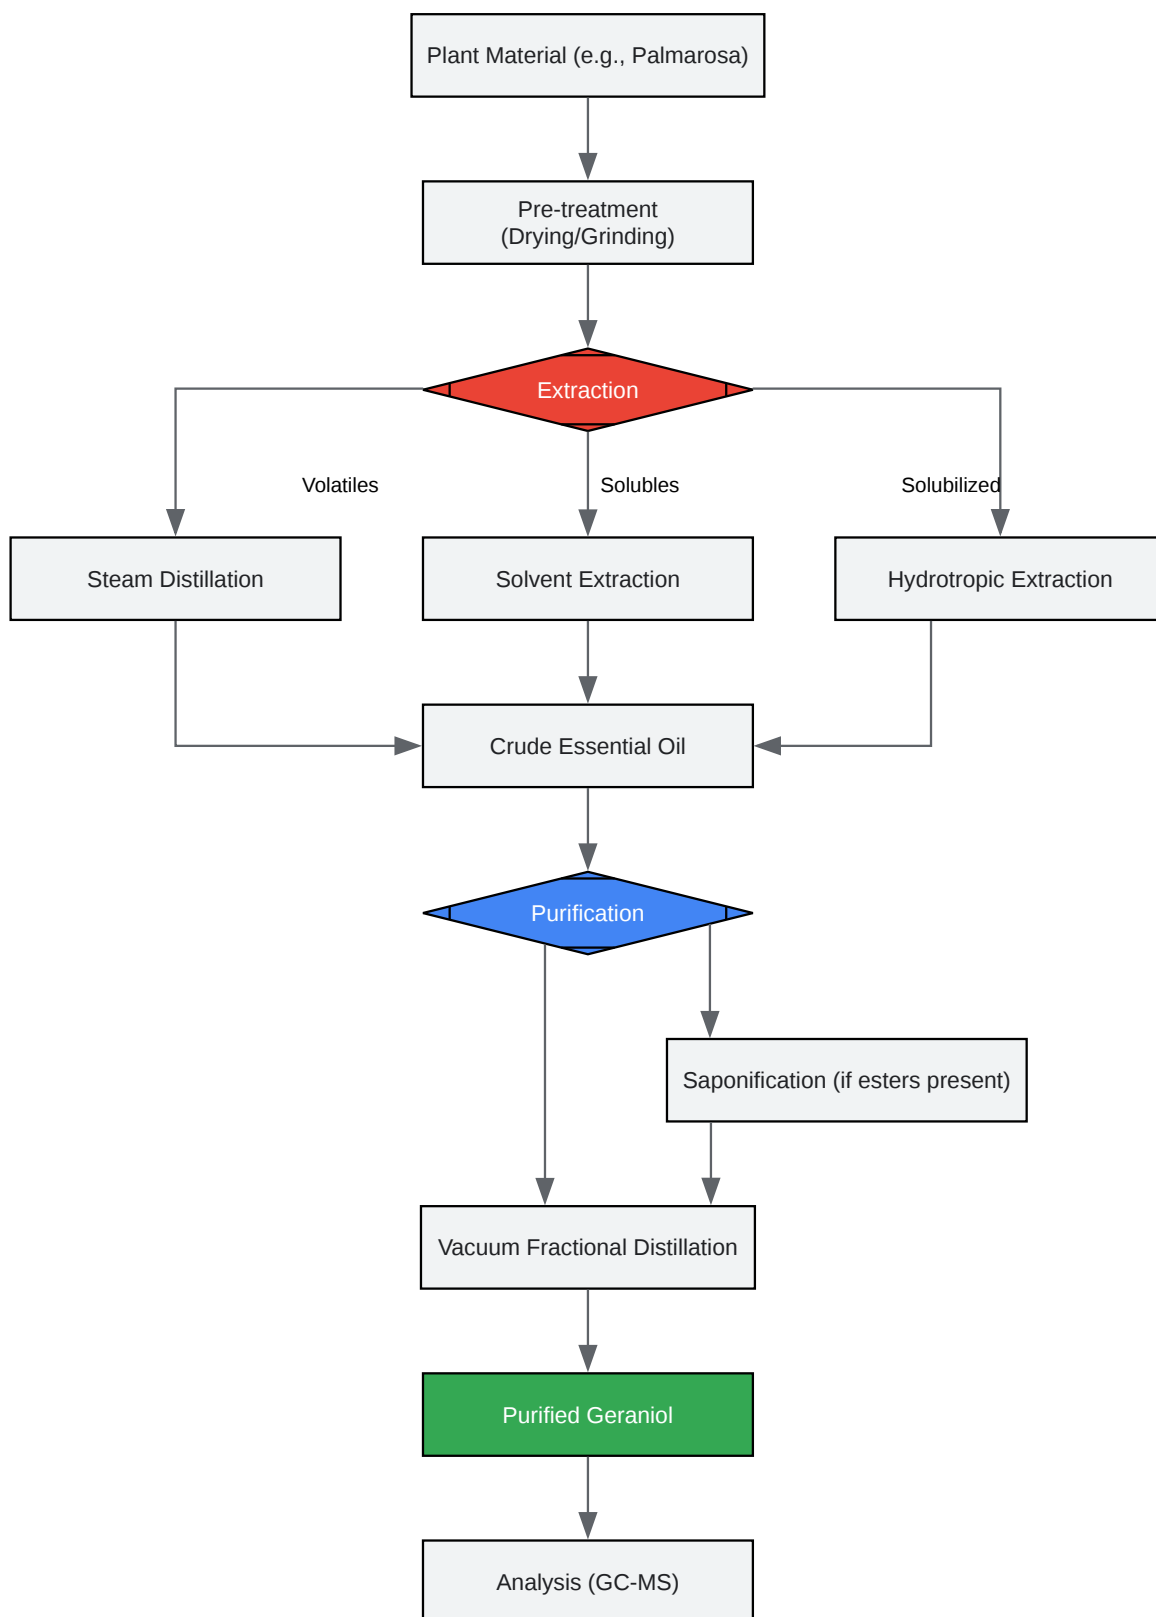 Plant Material (e.g., Palmarosa)
Pre-treatment
(Drying/Grinding)
Extraction
Volatiles
Solubles
Solubilized
Steam Distillation
Solvent Extraction
Hydrotropic Extraction
Crude Essential Oil
Purification
Saponification (if esters present)
Vacuum Fractional Distillation
Purified Geraniol
Analysis (GC-MS)